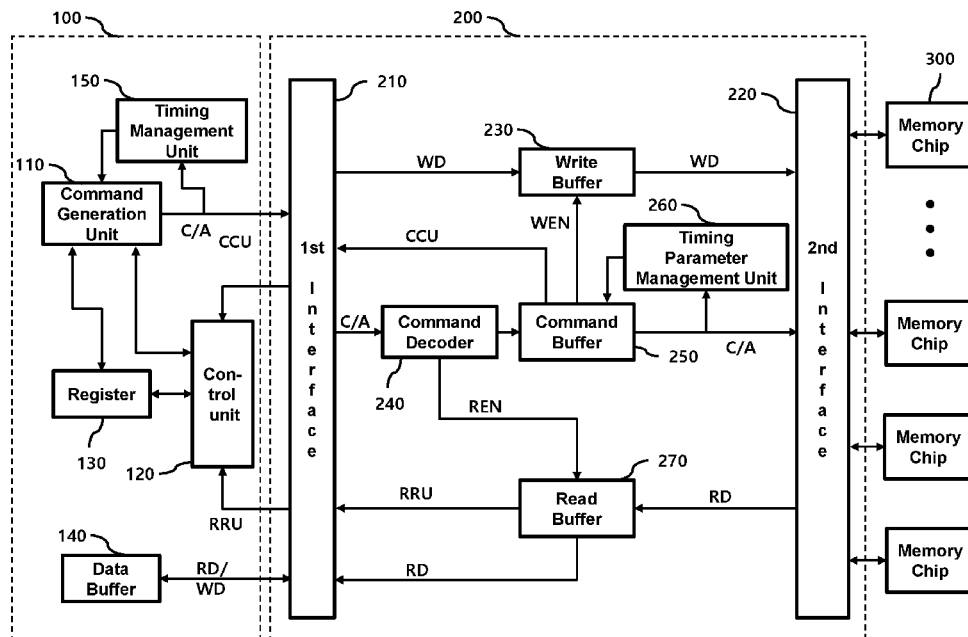 100
200
150
Timing
Management
Unit
110
Command
Generation
Unit
C/A
CCU
Register
130
Con-
trol
unit
120
RRU
140
Data
Buffer
RD/
WD
210
1st
Interface
WD
230
Write
Buffer
WD
WEN
CCU
260
Timing
Parameter
Management Unit
C/A
Command
Decoder
240
Command
Buffer
250
C/A
REN
270
Read
Buffer
RRU
RD
RD
220
2nd
Interface
300
Memory
Chip
Memory
Chip
Memory
Chip
Memory
Chip